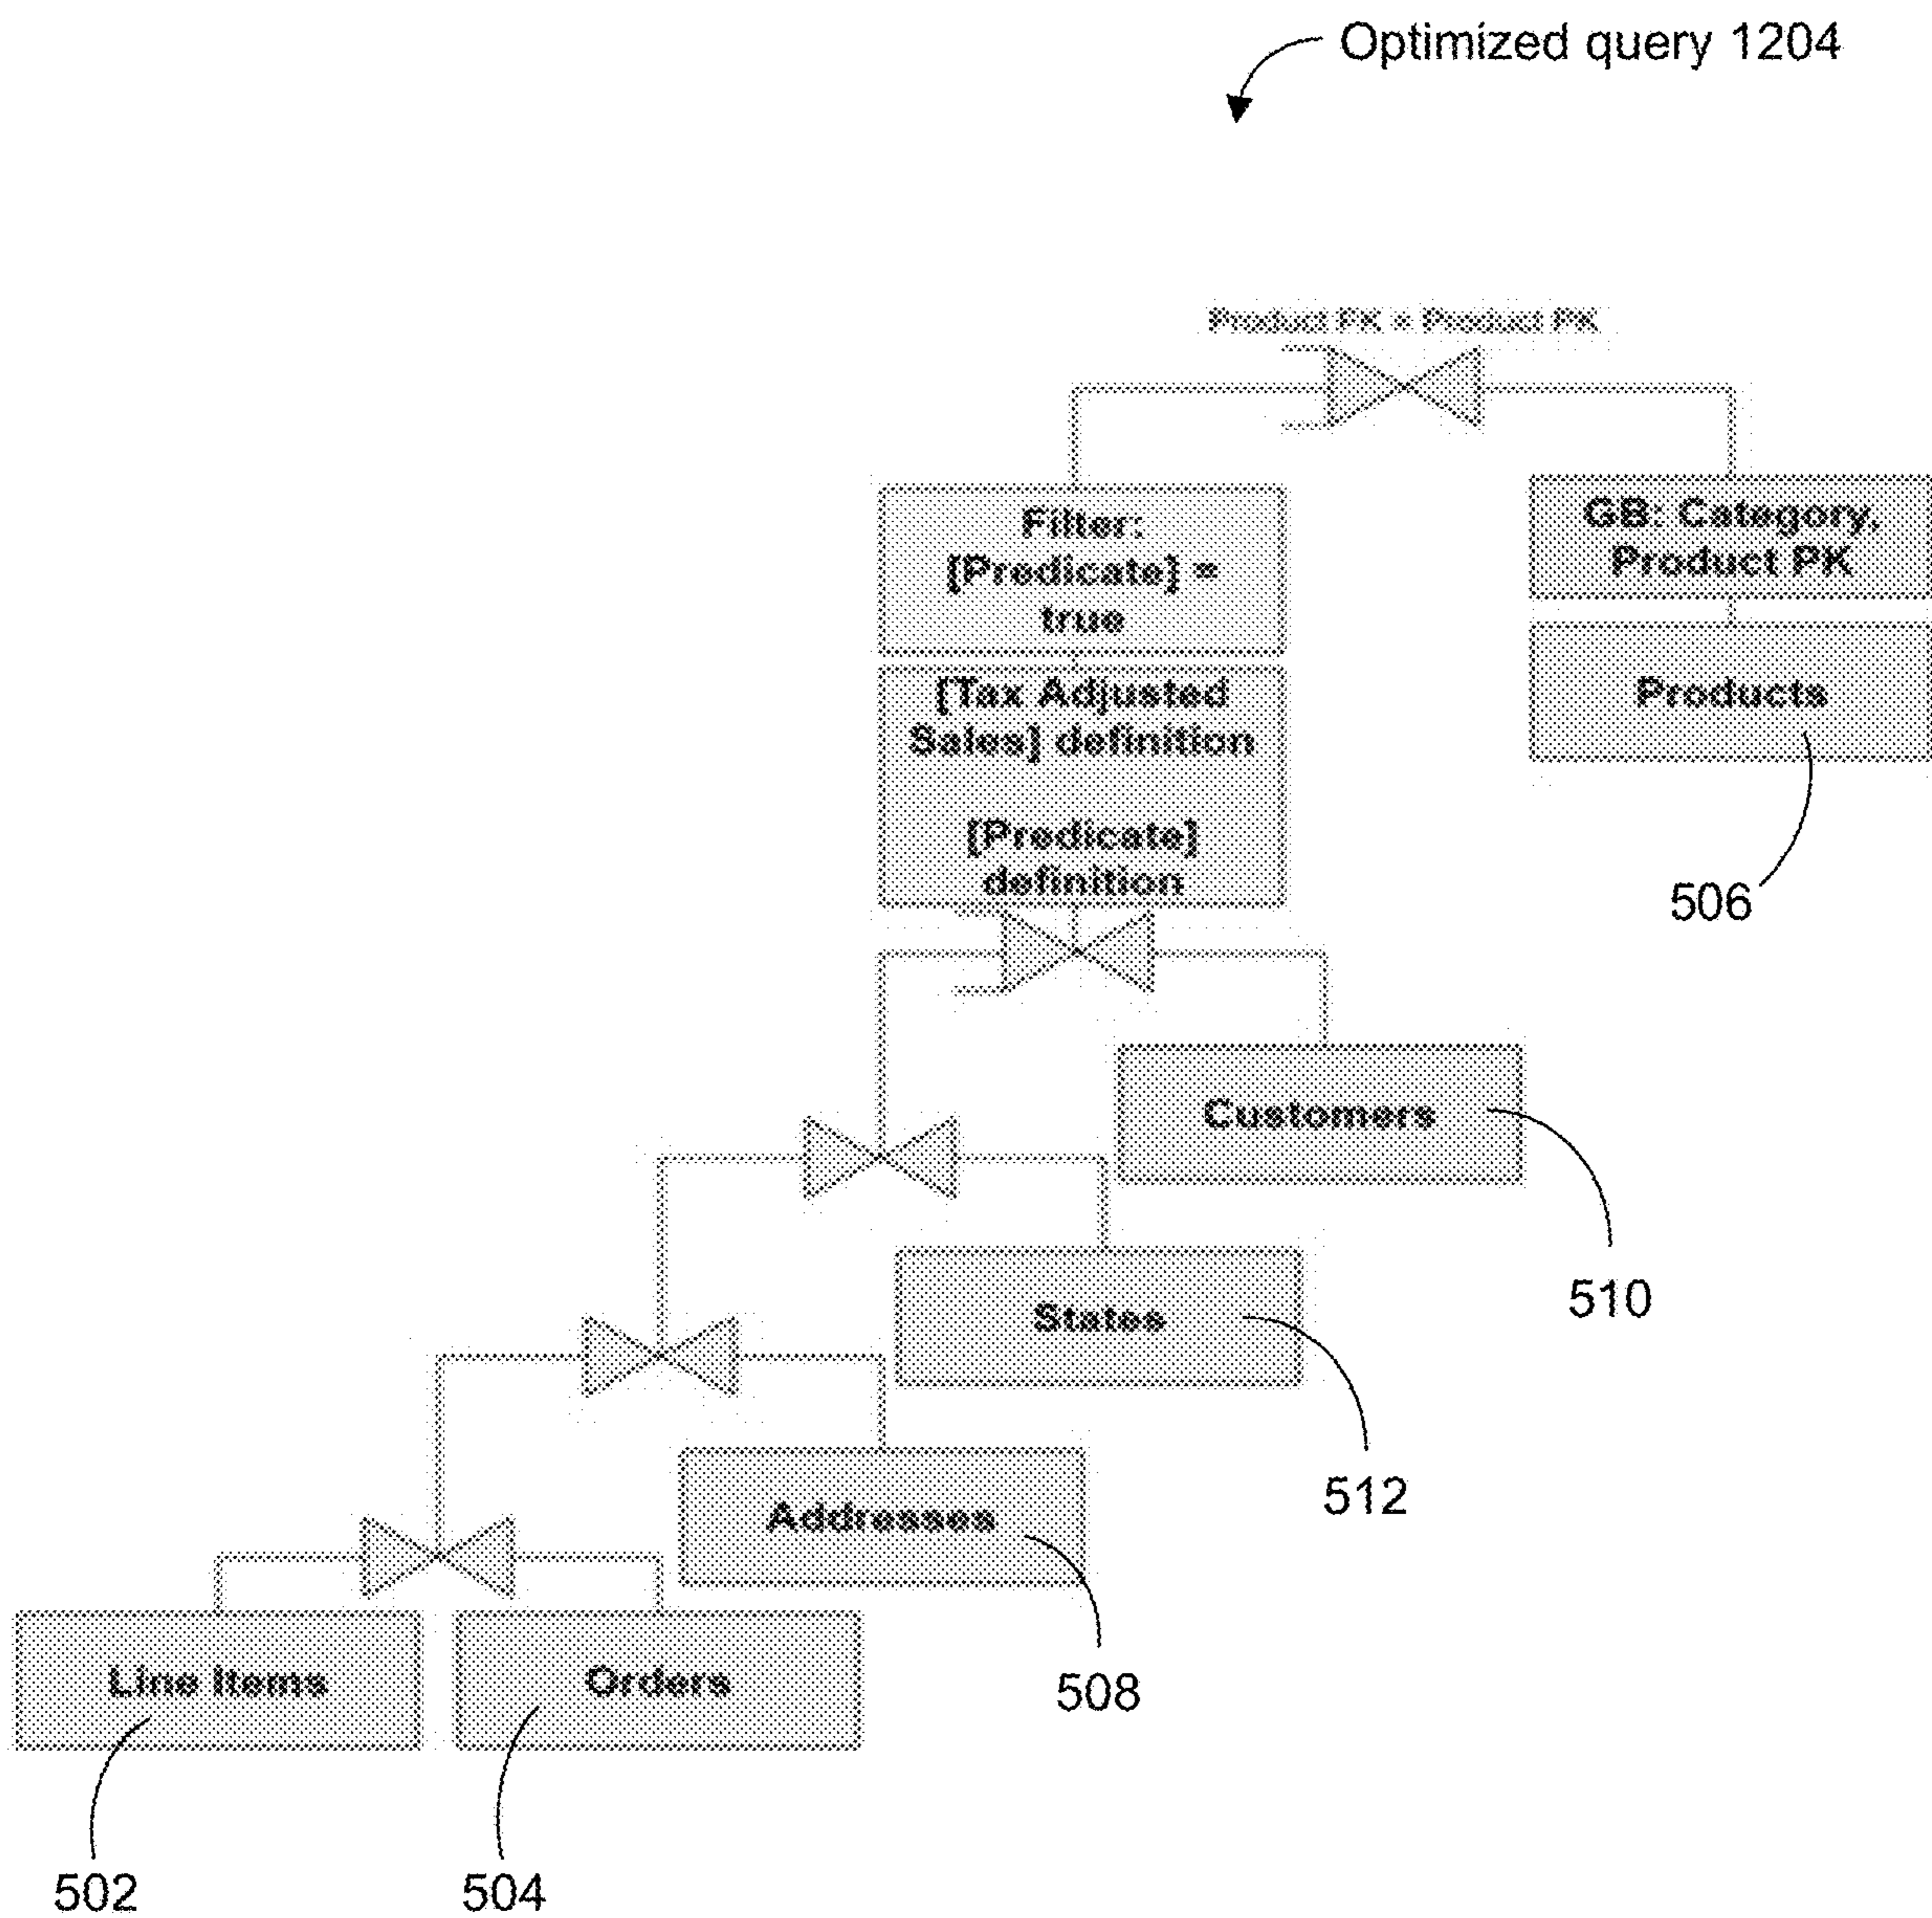 Optimized query 1204
Product FK = Product PK
Filter:
[Predicate] =
true
GB: Category,
Product PK
[Tax Adjusted
Sales] definition
[Predicate]
definition
Products
506
Customers
510
States
512
Addresses
508
Line Items
Orders
502
504